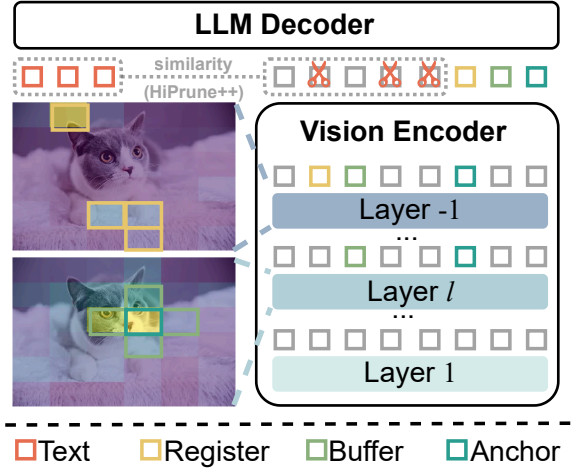 LLM Decoder
similarity
(HiPrune++)
Vision Encoder
Layer -1
...
Layer l
...
Layer 1
Text Register Buffer Anchor